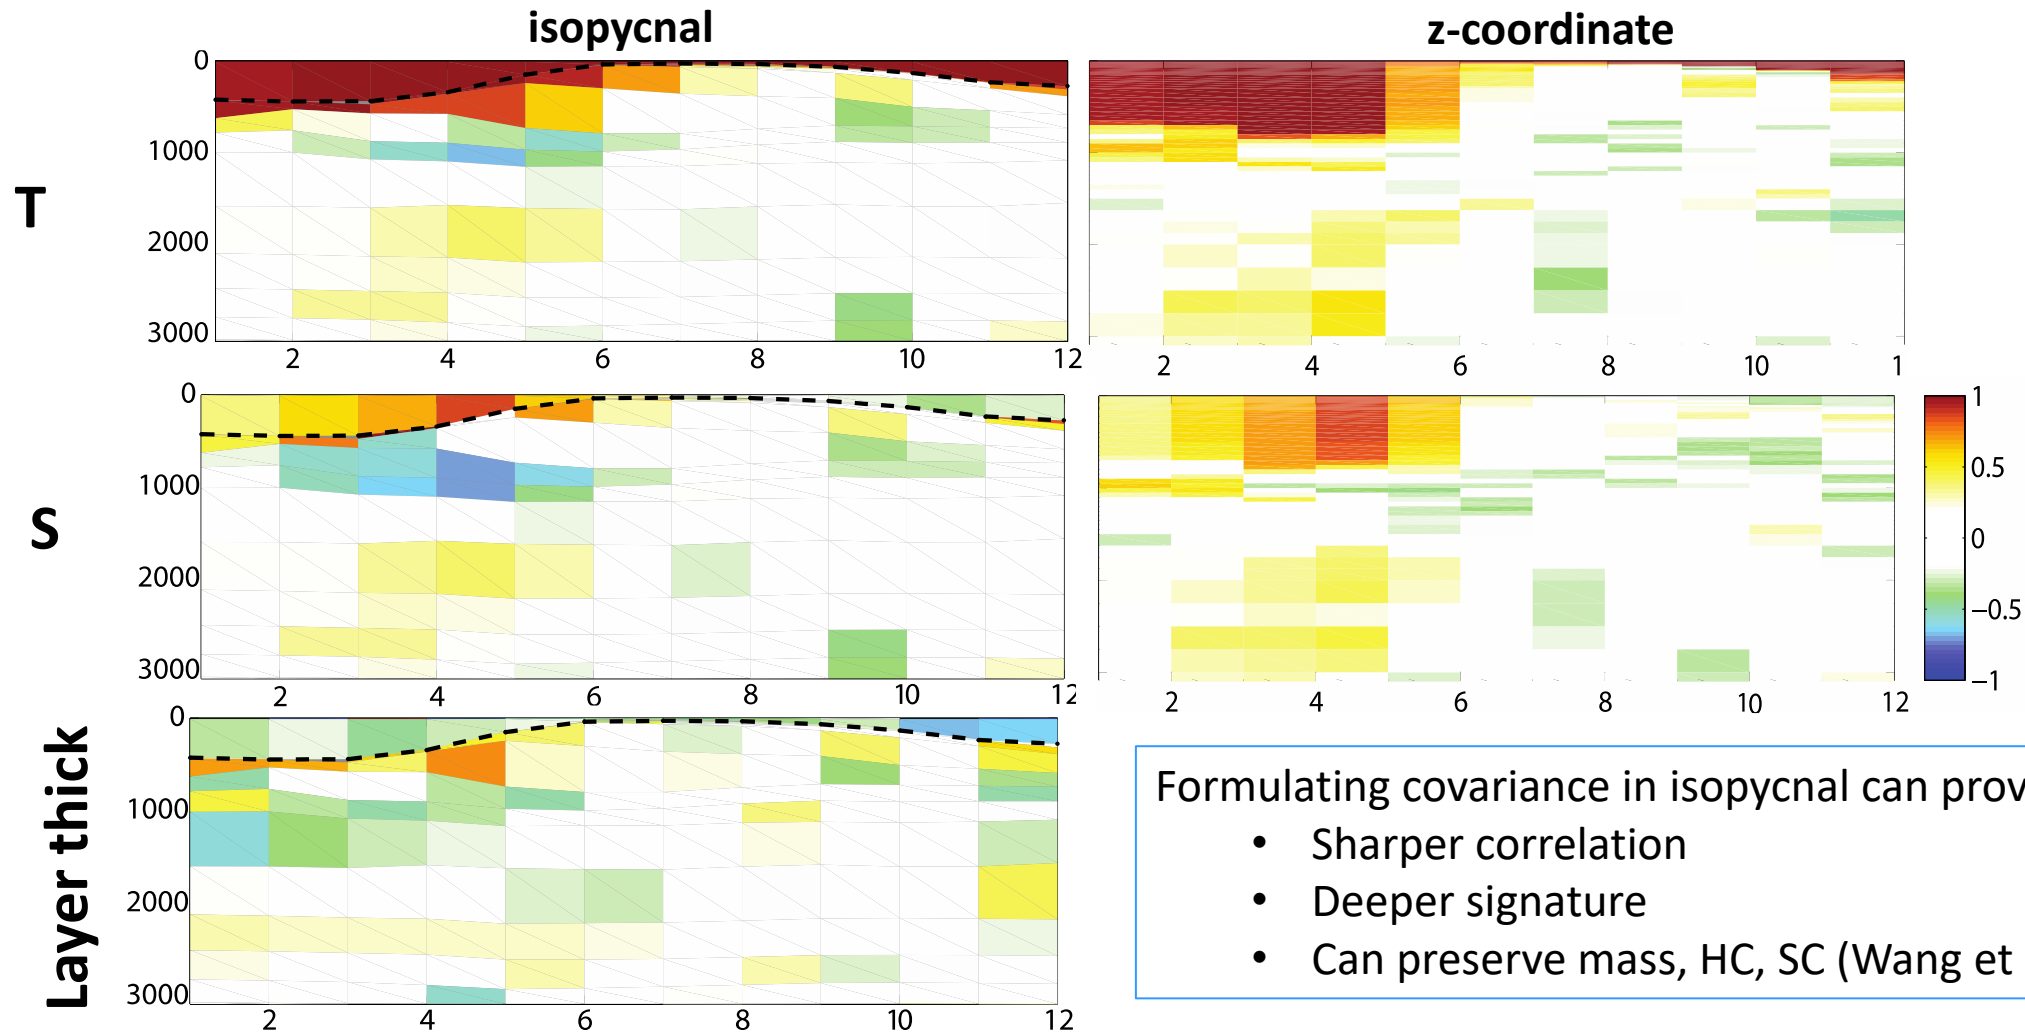 isopycnal
z-coordinate
T
0
1000
2000
3000
2 4 6 8 10 12
2 4 6 8 10 1
S
0
1000
2000
3000
2 4 6 8 10 12
2 4 6 8 10 12
1
0.5
0
−0.5
−1
Layer thick
0
1000
2000
3000
2 4 6 8 10 12
Formulating covariance in isopycnal can prov
• Sharper correlation
• Deeper signature
• Can preserve mass, HC, SC (Wang et